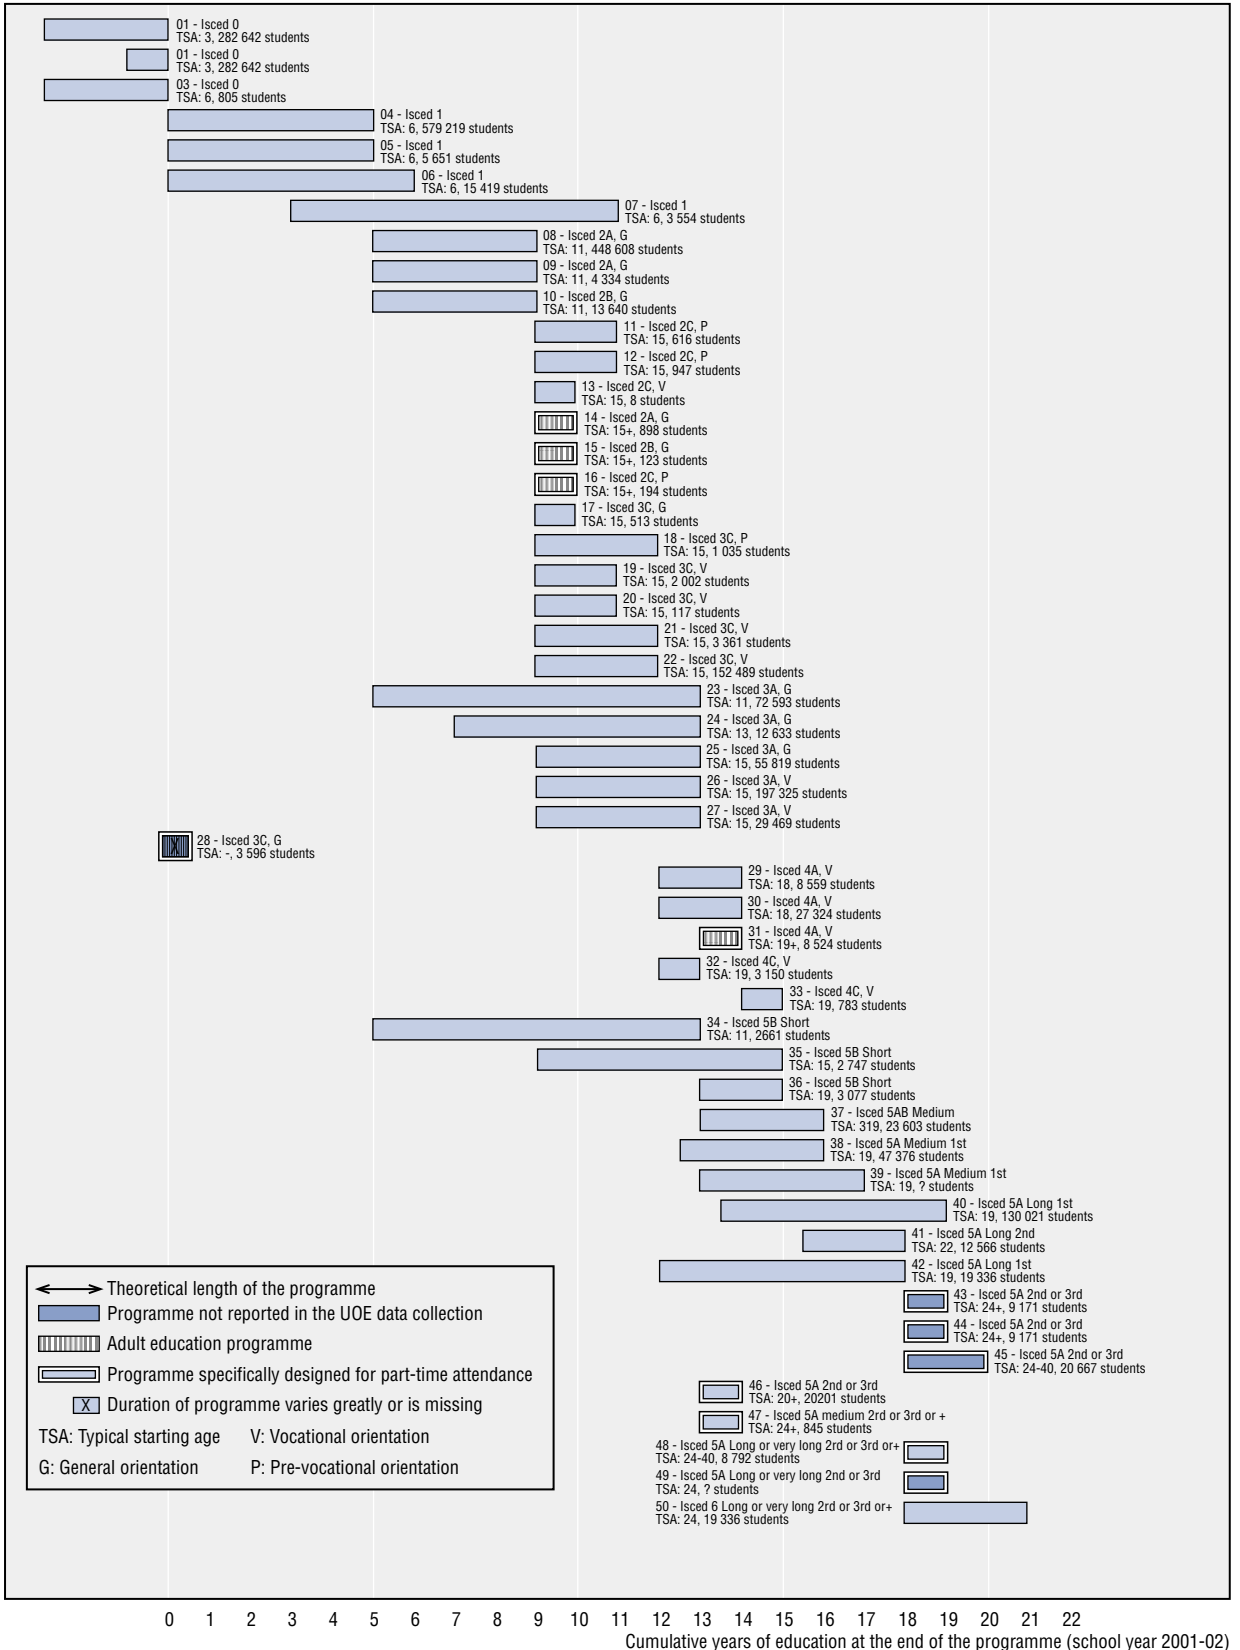 01 - Isced 0
TSA: 3, 282 642 students
01 - Isced 0
TSA: 3, 282 642 students
03 - Isced 0
TSA: 6, 805 students
04 - Isced 1
TSA: 6, 579 219 students
05 - Isced 1
TSA: 6, 5 651 students
06 - Isced 1
TSA: 6, 15 419 students
07 - Isced 1
TSA: 6, 3 554 students
08 - Isced 2A, G
TSA: 11, 448 608 students
09 - Isced 2A, G
TSA: 11, 4 334 students
10 - Isced 2B, G
TSA: 11, 13 640 students
11 - Isced 2C, P
TSA: 15, 616 students
12 - Isced 2C, P
TSA: 15, 947 students
13 - Isced 2C, V
TSA: 15, 8 students
14 - Isced 2A, G
TSA: 15+, 898 students
15 - Isced 2B, G
TSA: 15+, 123 students
16 - Isced 2C, P
TSA: 15+, 194 students
17 - Isced 3C, G
TSA: 15, 513 students
18 - Isced 3C, P
TSA: 15, 1 035 students
19 - Isced 3C, V
TSA: 15, 2 002 students
20 - Isced 3C, V
TSA: 15, 117 students
21 - Isced 3C, V
TSA: 15, 3 361 students
22 - Isced 3C, V
TSA: 15, 152 489 students
23 - Isced 3A, G
TSA: 11, 72 593 students
24 - Isced 3A, G
TSA: 13, 12 633 students
25 - Isced 3A, G
TSA: 15, 55 819 students
26 - Isced 3A, V
TSA: 15, 197 325 students
27 - Isced 3A, V
TSA: 15, 29 469 students
X
28 - Isced 3C, G
TSA: -, 3 596 students
29 - Isced 4A, V
TSA: 18, 8 559 students
30 - Isced 4A, V
TSA: 18, 27 324 students
31 - Isced 4A, V
TSA: 19+, 8 524 students
32 - Isced 4C, V
TSA: 19, 3 150 students
33 - Isced 4C, V
TSA: 19, 783 students
34 - Isced 5B Short
TSA: 11, 2661 students
35 - Isced 5B Short
TSA: 15, 2 747 students
36 - Isced 5B Short
TSA: 19, 3 077 students
37 - Isced 5AB Medium
TSA: 319, 23 603 students
38 - Isced 5A Medium 1st
TSA: 19, 47 376 students
39 - Isced 5A Medium 1st
TSA: 19, ? students
40 - Isced 5A Long 1st
TSA: 19, 130 021 students
41 - Isced 5A Long 2nd
TSA: 22, 12 566 students
42 - Isced 5A Long 1st
TSA: 19, 19 336 students
43 - Isced 5A 2nd or 3rd
TSA: 24+, 9 171 students
44 - Isced 5A 2nd or 3rd
TSA: 24+, 9 171 students
45 - Isced 5A 2nd or 3rd
TSA: 24-40, 20 667 students
46 - Isced 5A 2nd or 3rd
TSA: 20+, 20201 students
47 - Isced 5A medium 2rd or 3rd or +
TSA: 24+, 845 students
48 - Isced 5A Long or very long 2rd or 3rd or+
TSA: 24-40, 8 792 students
49 - Isced 5A Long or very long 2nd or 3rd
TSA: 24, ? students
50 - Isced 6 Long or very long 2rd or 3rd or+
TSA: 24, 19 336 students
Theoretical length of the programme
Programme not reported in the UOE data collection
Adult education programme
Programme specifically designed for part-time attendance
X Duration of programme varies greatly or is missing
TSA: Typical starting age V: Vocational orientation
G: General orientation P: Pre-vocational orientation
0 1 2 3 4 5 6 7 8 9 10 11 12 13 14 15 16 17 18 19 20 21 22
Cumulative years of education at the end of the programme (school year 2001-02)